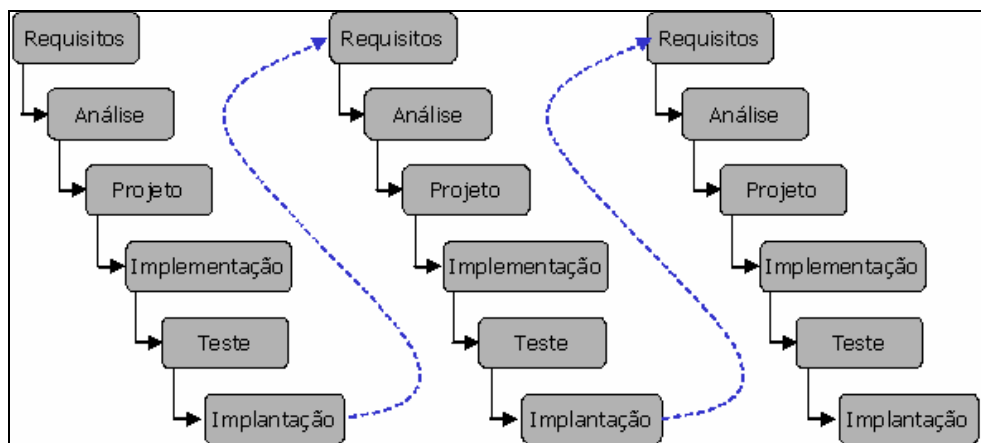 Requisitos
Análise
Projeto
Implementação
Teste
Implantação
Requisitos
Análise
Projeto
Implementação
Teste
Implantação
Requisitos
Análise
Projeto
Implementação
Teste
Implantação